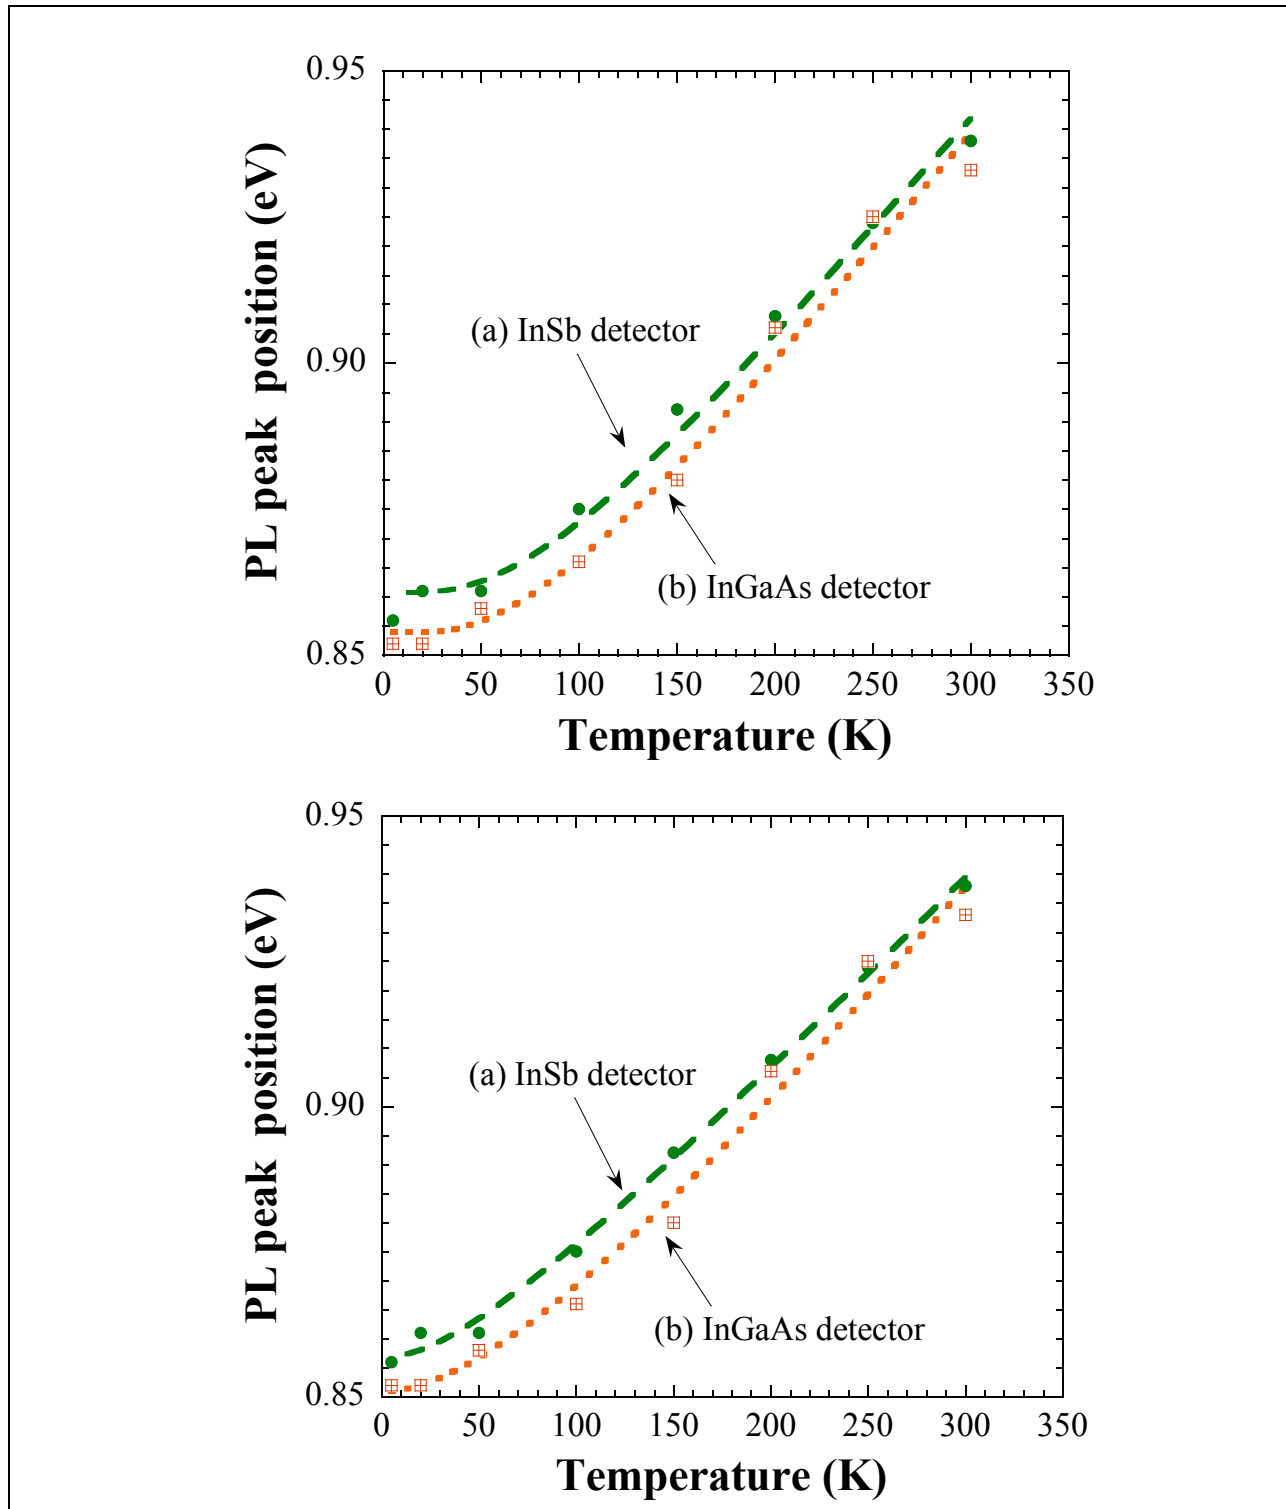 0.95
0.90
0.85
PL peak position (eV)
(a) InSb detector
(b) InGaAs detector
0 50 100 150 200 250 300 350
Temperature (K)
0.95
0.90
0.85
PL peak position (eV)
(a) InSb detector
(b) InGaAs detector
0 50 100 150 200 250 300 350
Temperature (K)